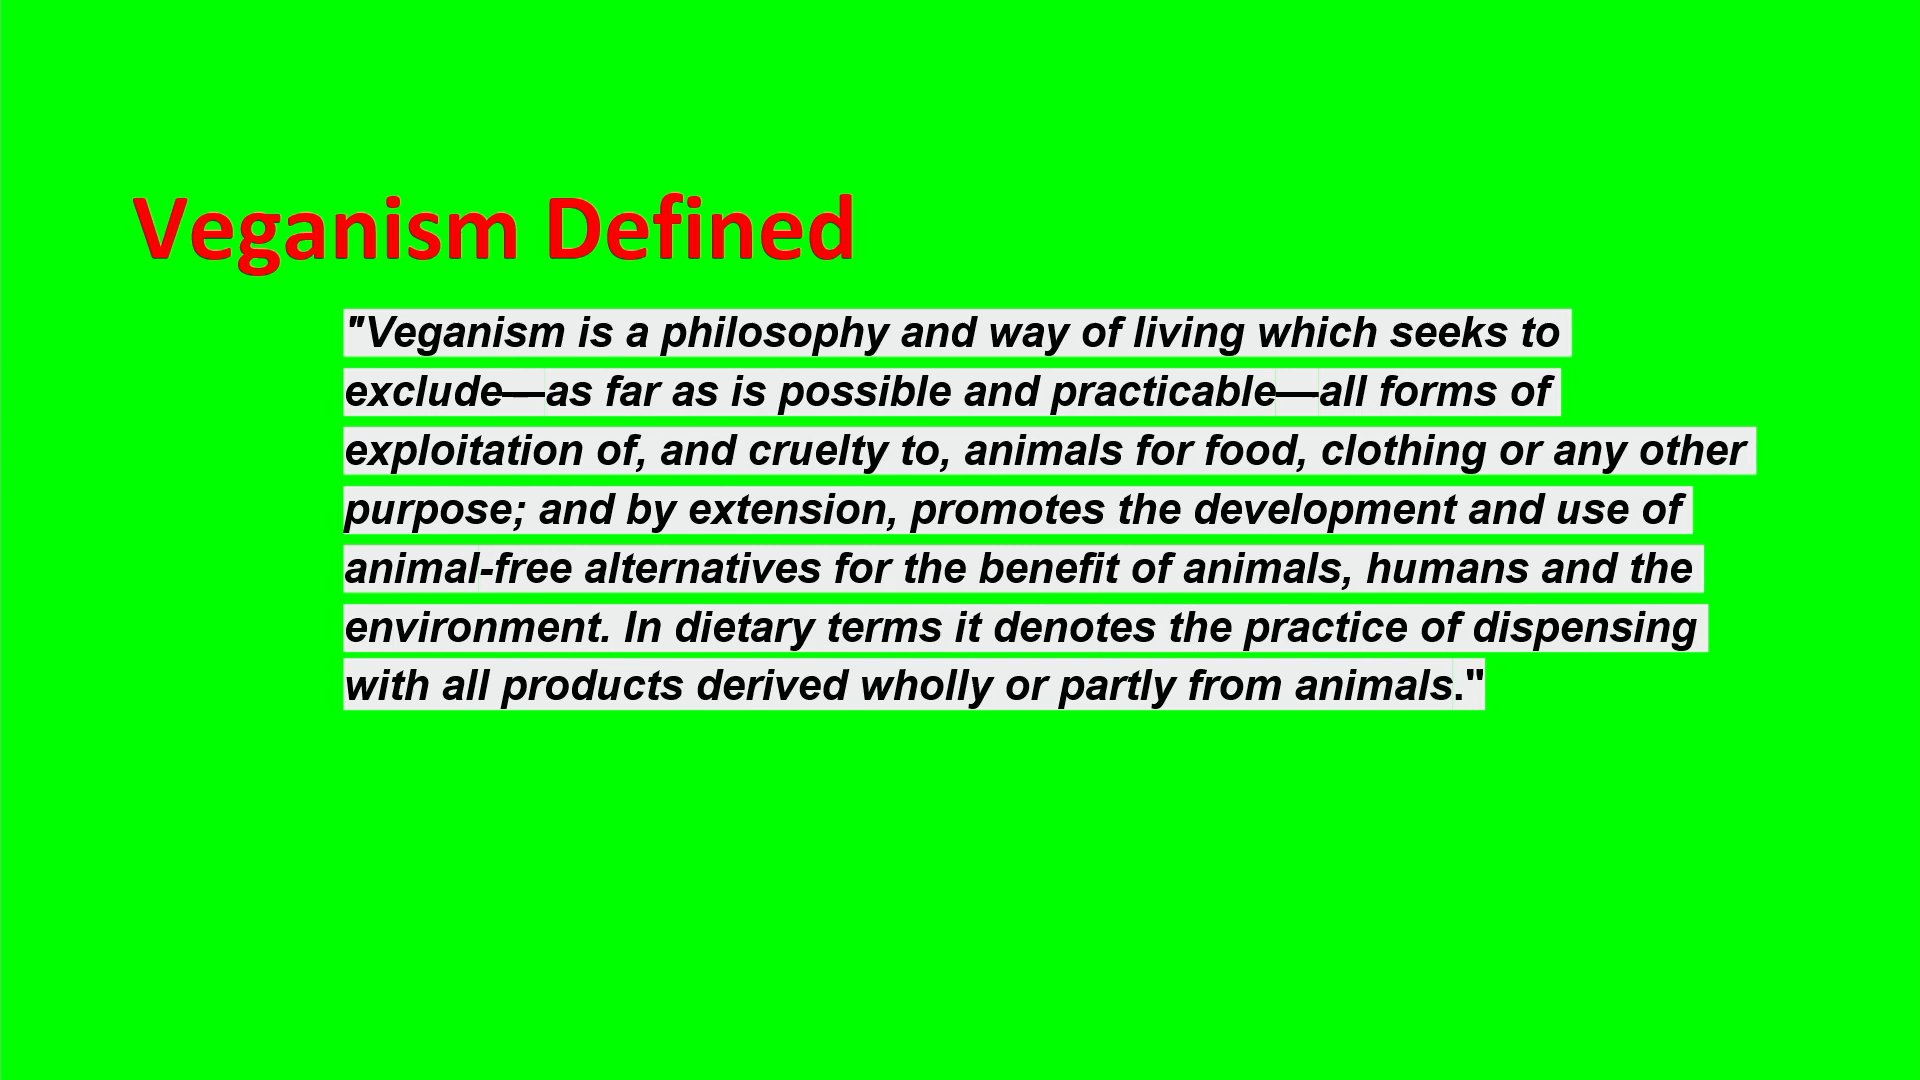 Veganism Defined
"Veganism is a philosophy and way of living which seeks to
exclude—as far as is possible and practicable—all forms of
exploitation of, and cruelty to, animals for food, clothing or any other
purpose; and by extension, promotes the development and use of
animal-free alternatives for the benefit of animals, humans and the
environment. In dietary terms it denotes the practice of dispensing
with all products derived wholly or partly from animals."